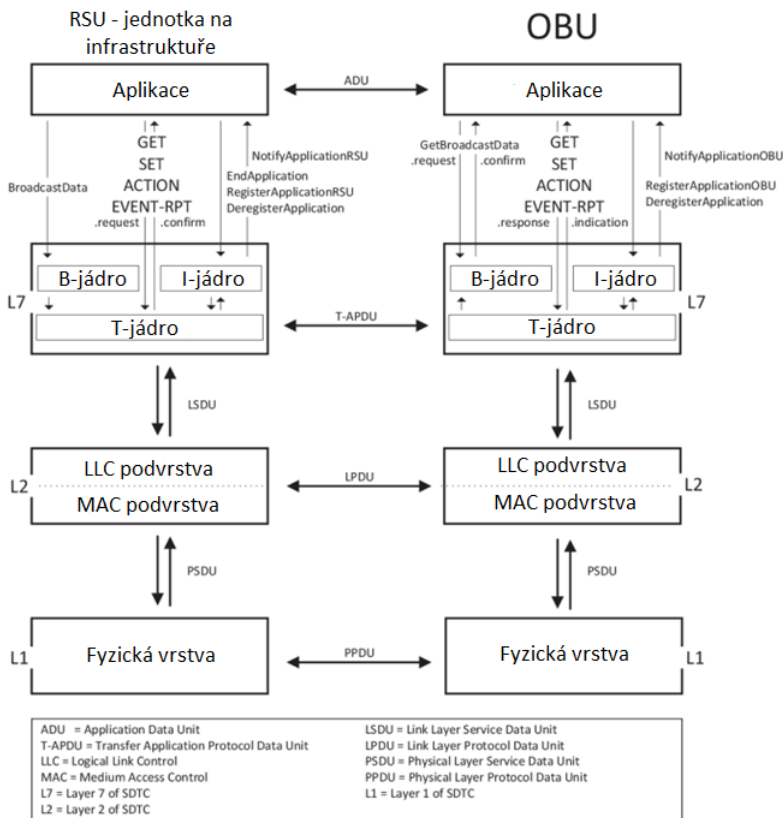 RSU - jednotka na
infrastruktuře
OBU
Aplikace
ADU
Aplikace
BroadcastData
GET
SET
ACTION
EVENT-RPT
.request
.confirm
NotifyApplicationRSU
EndApplication
RegisterApplicationRSU
DeregisterApplication
GetBroadcastData
.request
.confirm
GET
SET
ACTION
EVENT-RPT
.response
.indication
NotifyApplicationOBU
RegisterApplicationOBU
DeregisterApplication
L7
B-jádro
I-jádro
T-jádro
T-APDU
B-jádro
I-jádro
T-jádro
L7
LSDU
LSDU
L2
LLC podvrstva
MAC podvrstva
LPDU
LLC podvrstva
MAC podvrstva
L2
PSDU
PSDU
L1
Fyzická vrstva
PPDU
Fyzická vrstva
L1
ADU = Application Data Unit
T-APDU = Transfer Application Protocol Data Unit
LLC = Logical Link Control
MAC = Medium Access Control
L7 = Layer 7 of SDTC
L2 = Layer 2 of SDTC
LSDU = Link Layer Service Data Unit
LPDU = Link Layer Protocol Data Unit
PSDU = Physical Layer Service Data Unit
PPDU = Physical Layer Protocol Data Unit
L1 = Layer 1 of SDTC